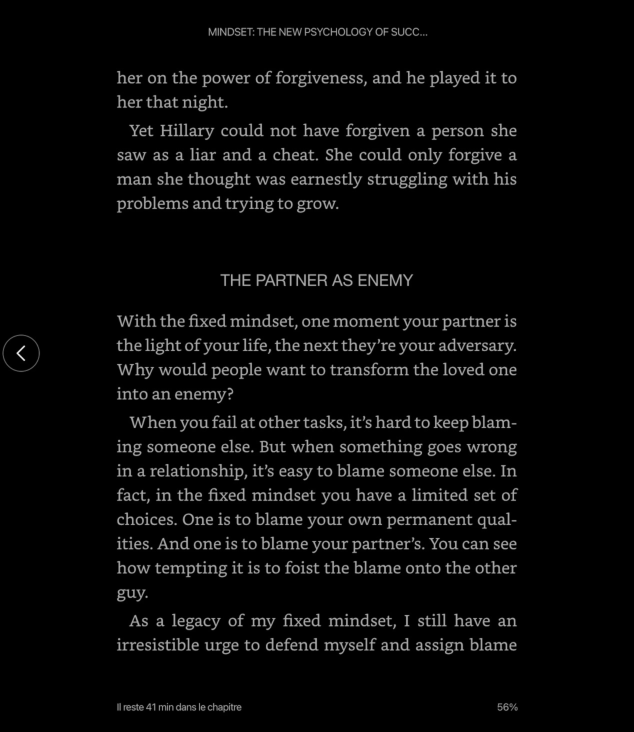 MINDSET: THE NEW PSYCHOLOGY OF SUCC...
her on the power of forgiveness, and he played it to
her that night.
Yet Hillary could not have forgiven a person she
saw as a liar and a cheat. She could only forgive a
man she thought was earnestly struggling with his
problems and trying to grow.
THE PARTNER AS ENEMY
With the fixed mindset, one moment your partner is
the light of your life, the next they’re your adversary.
Why would people want to transform the loved one
into an enemy?
When you fail at other tasks, it’s hard to keep blam-
ing someone else. But when something goes wrong
in a relationship, it’s easy to blame someone else. In
fact, in the fixed mindset you have a limited set of
choices. One is to blame your own permanent qual-
ities. And one is to blame your partner’s. You can see
how tempting it is to foist the blame onto the other
guy.
As a legacy of my fixed mindset, I still have an
irresistible urge to defend myself and assign blame
Il reste 41 min dans le chapitre
56%